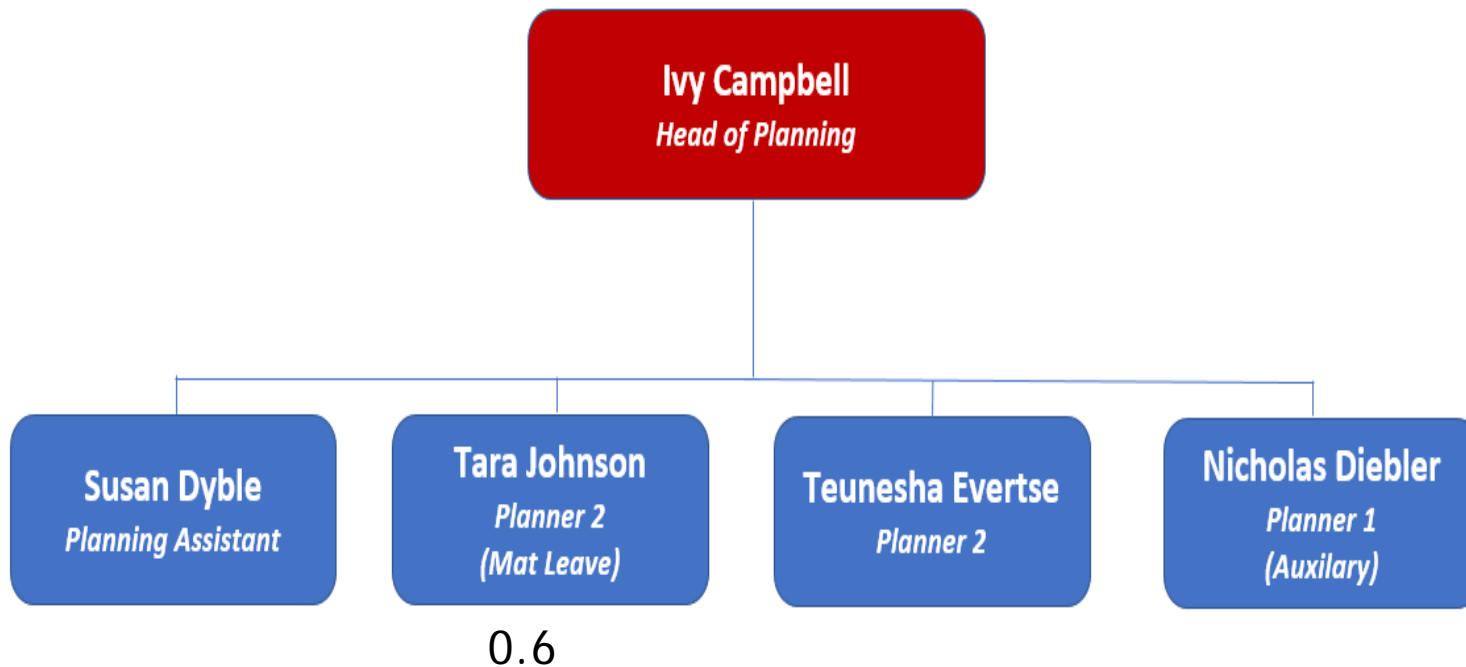 Ivy Campbell
Head of Planning
Susan Dyble
Planning Assistant
Tara Johnson
Planner 2
(Mat Leave)
Teunesha Evertse
Planner 2
Nicholas Diebler
Planner 1
(Auxilary)
0.6